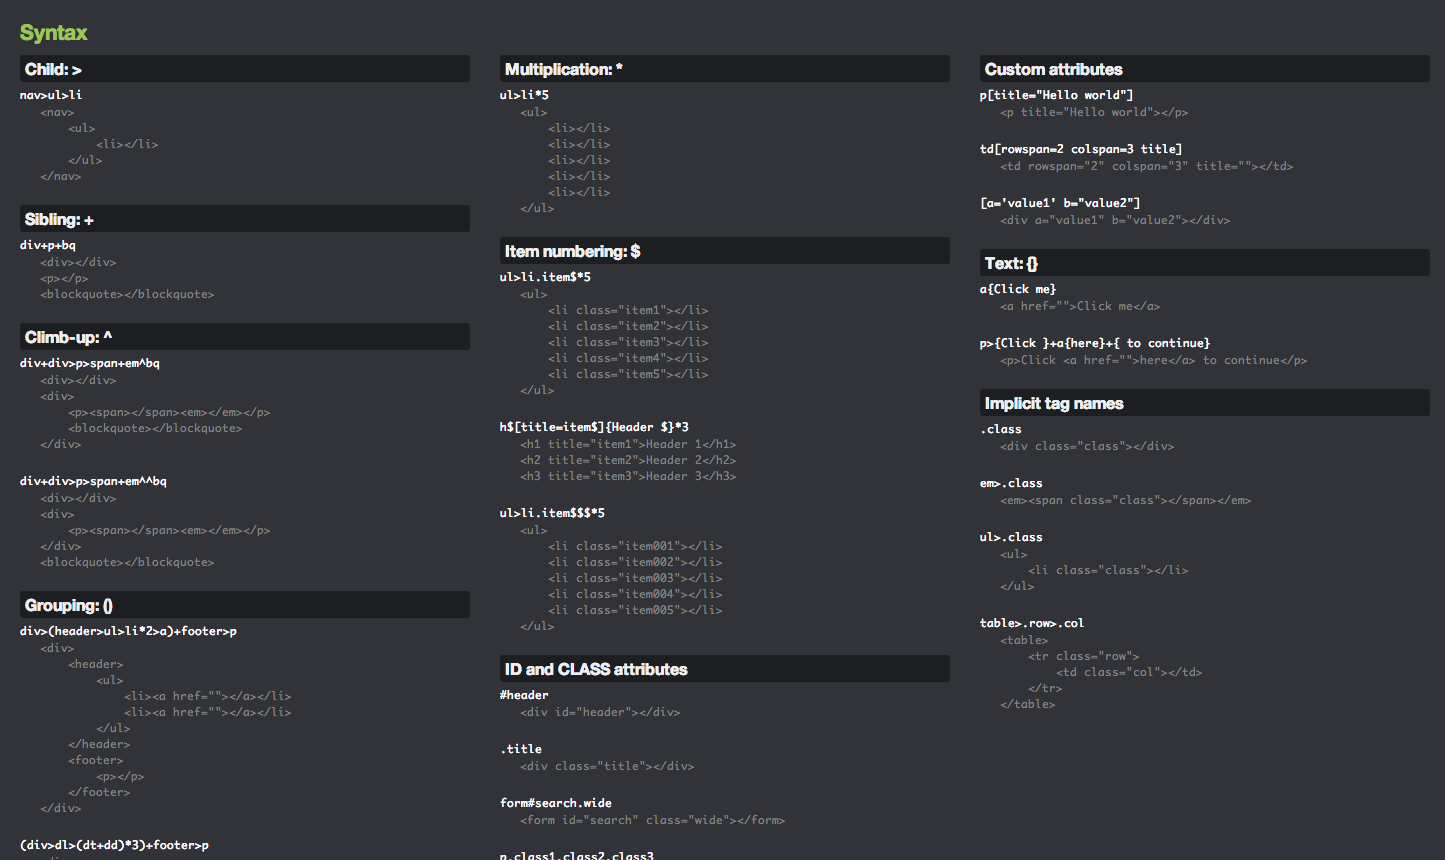 Syntax
Child: >
nav>ul>li
<nav>
<ul>
<li></li>
</ul>
</nav>
Sibling: +
div+p+bq
<div></div>
<p></p>
<blockquote></blockquote>
Climb-up: ^
div+div>p>span+em^bq
<div></div>
<div>
<p><span></span><em></em></p>
<blockquote></blockquote>
</div>
div+div>p>span+em^^bq
<div></div>
<div>
<p><span></span><em></em></p>
</div>
<blockquote></blockquote>
Grouping: ()
div>(header>ul>li*2>a)+footer>p
<div>
<header>
<ul>
<li><a href=""></a></li>
<li><a href=""></a></li>
</ul>
</header>
<footer>
<p></p>
</footer>
</div>
(div>dl>(dt+dd)*3)+footer>p
Multiplication: *
ul>li*5
<ul>
<li></li>
<li></li>
<li></li>
<li></li>
<li></li>
</ul>
Item numbering: $
ul>li.item$*5
<ul>
<li class="item1"></li>
<li class="item2"></li>
<li class="item3"></li>
<li class="item4"></li>
<li class="item5"></li>
</ul>
h$[title=item$]{Header $}*3
<h1 title="item1">Header 1</h1>
<h2 title="item2">Header 2</h2>
<h3 title="item3">Header 3</h3>
ul>li.item$$$*5
<ul>
<li class="item001"></li>
<li class="item002"></li>
<li class="item003"></li>
<li class="item004"></li>
<li class="item005"></li>
</ul>
ID and CLASS attributes
#header
<div id="header"></div>
.title
<div class="title"></div>
form#search.wide
<form id="search" class="wide"></form>
p.class1.class2.class3
Custom attributes
p[title="Hello world"]
<p title="Hello world"></p>
td[rowspan=2 colspan=3 title]
<td rowspan="2" colspan="3" title=""></td>
[a='value1' b="value2"]
<div a="value1" b="value2"></div>
Text: {}
a{Click me}
<a href="">Click me</a>
p>{Click }+a{here}+{ to continue}
<p>Click <a href="">here</a> to continue</p>
Implicit tag names
.class
<div class="class"></div>
em>.class
<em><span class="class"></span></em>
ul>.class
<ul>
<li class="class"></li>
</ul>
table>.row>.col
<table>
<tr class="row">
<td class="col"></td>
</tr>
</table>